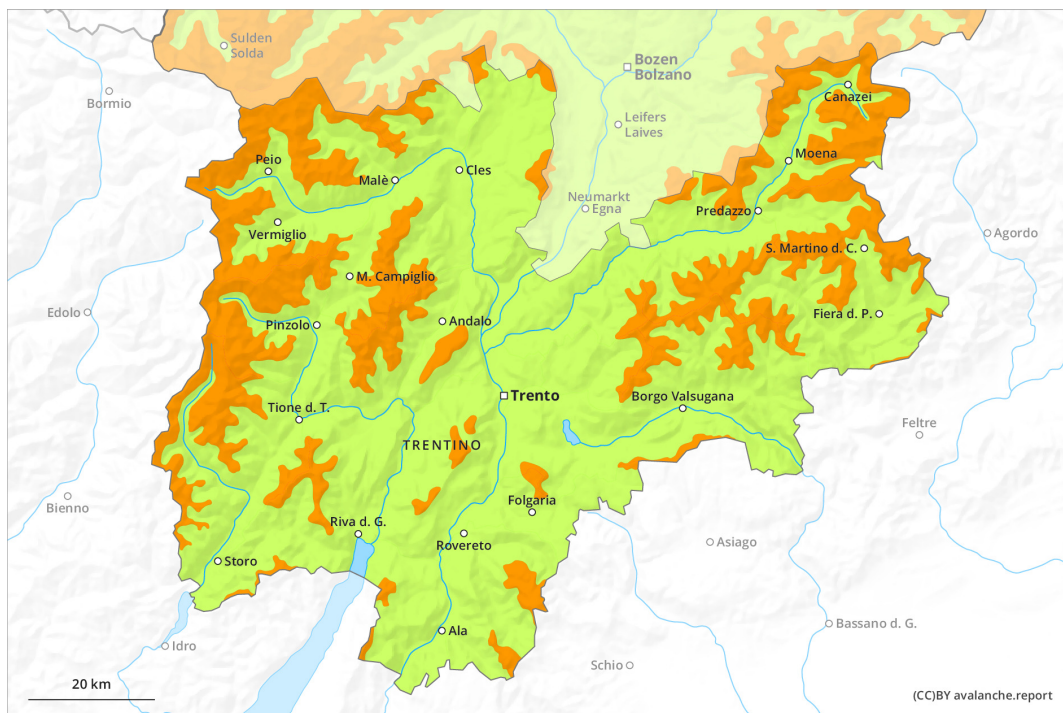 Sulden
Solda
Bozen
Bolzano
Bormio
Canazei
Leifers
Laives
Peio
Moena
Malè
Cles
Neumarkt
Egna
Predazzo
Vermiglio
Agordo
S. Martino d. C.
M. Campiglio
Edolo
Fiera d. P.
Andalo
Pinzolo
Trento
Borgo Valsugana
Tione d. T.
Feltre
TRENTINO
Bienno
Folgaria
Riva d. G.
Rovereto
Asiago
Storo
Bassano d. G.
Ala
Idro
Schio
20 km
(CC)BY avalanche.report